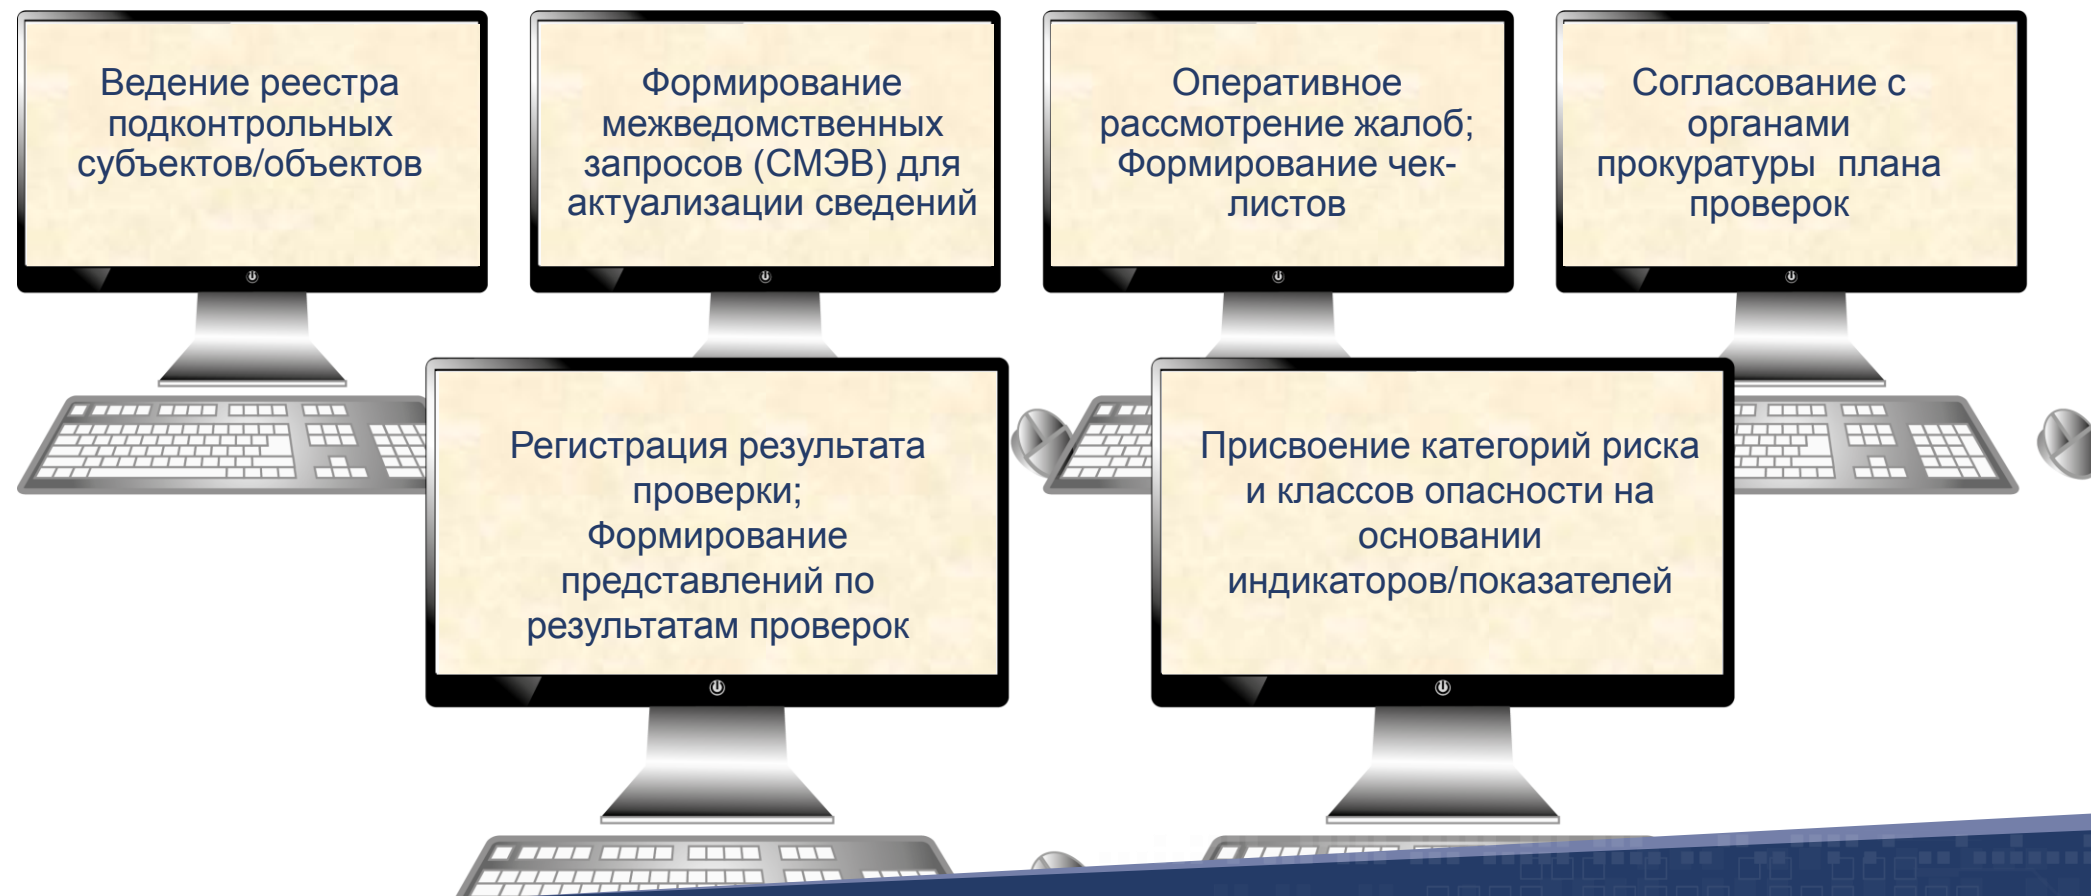 Ведение реестра
подконтрольных
субъектов/объектов
Формирование
межведомственных
запросов (СМЭВ) для
актуализации сведений
Оперативное
рассмотрение жалоб;
Формирование чек-
листов
Согласование с
органами
прокуратуры  плана
проверок
Регистрация результата
проверки;
Формирование
представлений по
результатам проверок
Присвоение категорий риска
и классов опасности на
основании
индикаторов/показателей